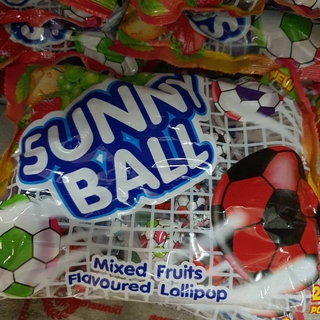 SUNNY
BALL
Mixed Fruits
Flavoured Lollipop